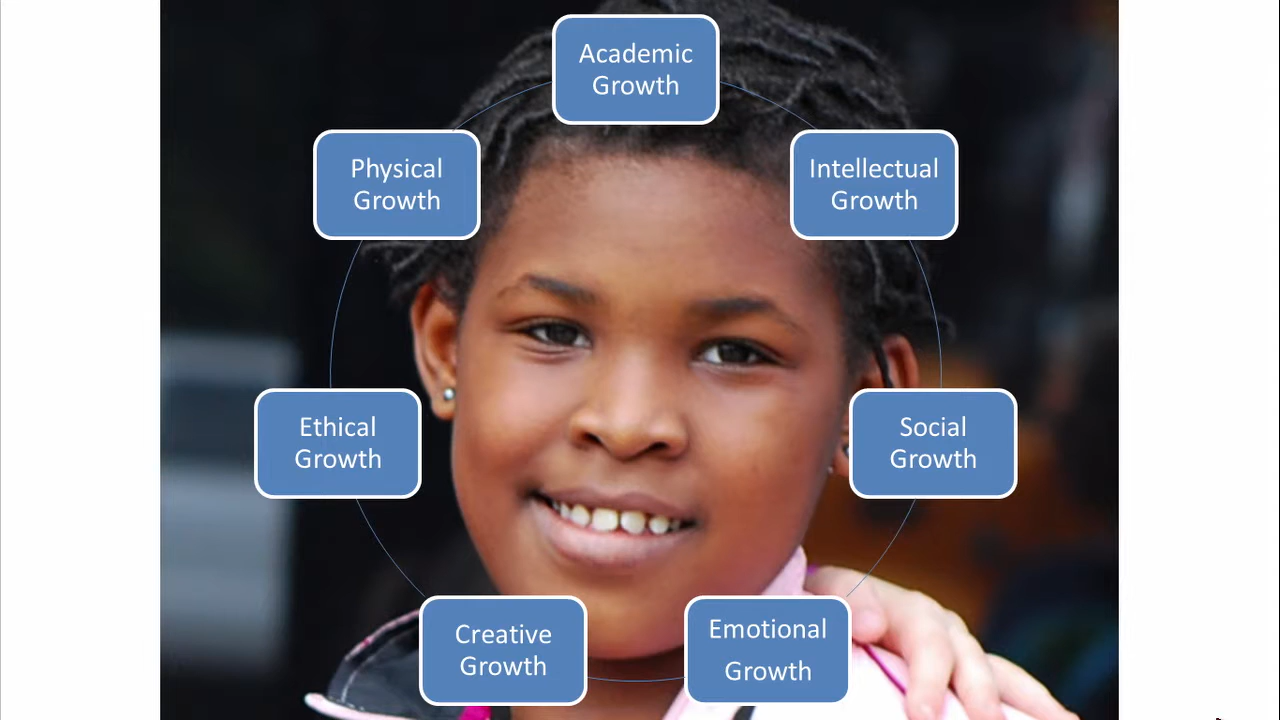 Academic
Growth
Physical
Growth
Intellectual
Growth
Ethical
Growth
Social
Growth
Creative
Growth
Emotional
Growth